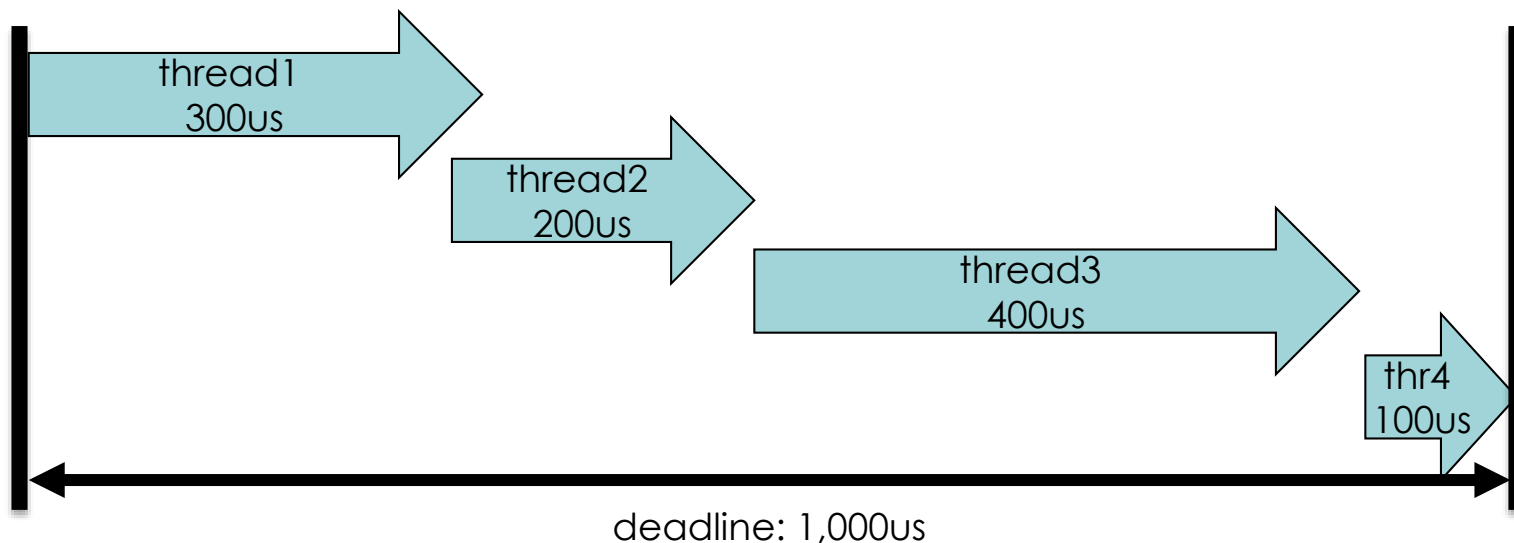 thread1
300us
thread2
200us
thread3
400us
thr4
100us
deadline: 1,000us